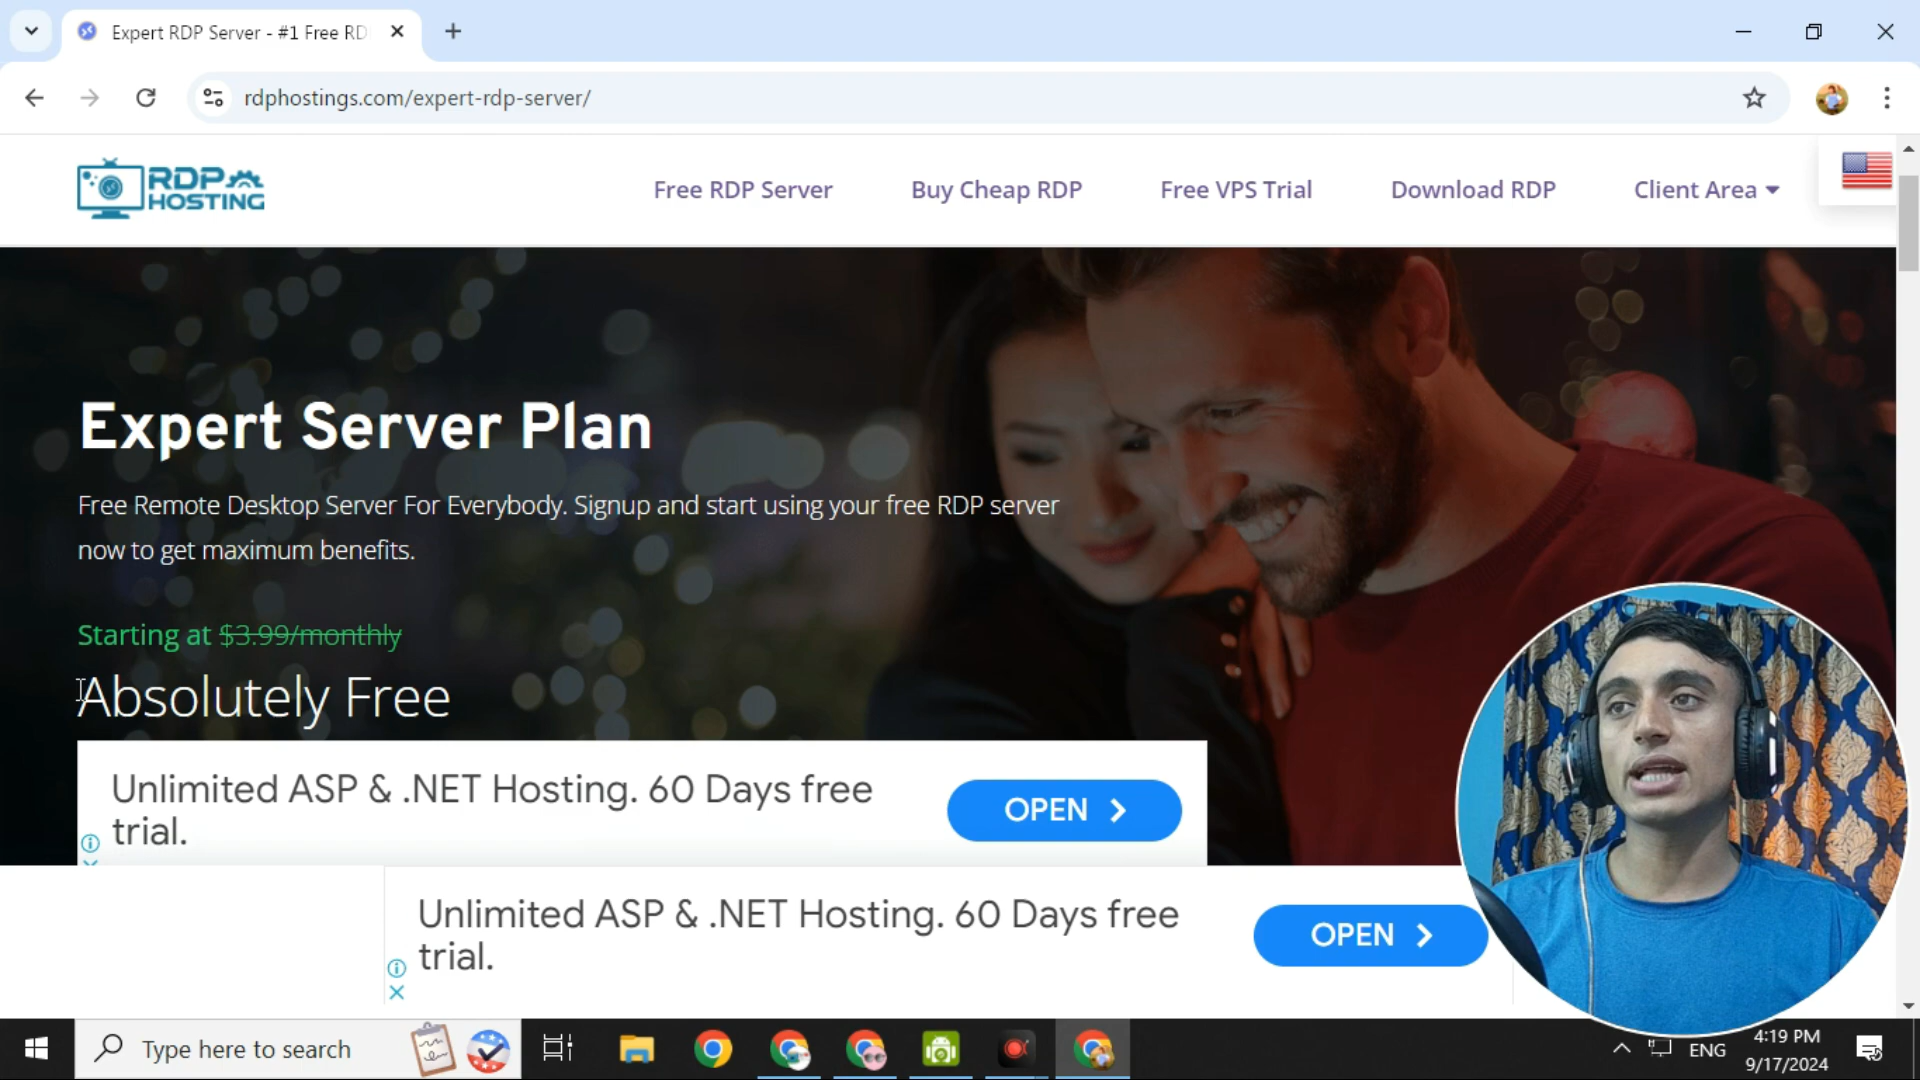 Expert RDP Server - #1 Free RD
rdphostings.com/expert-rdp-server/
RDP
HOSTING
Free RDP Server
Buy Cheap RDP
Free VPS Trial
Download RDP
Client Area
Expert Server Plan
Free Remote Desktop Server For Everybody. Signup and start using your free RDP server
now to get maximum benefits.
Starting at $3.99/monthly
Absolutely Free
Unlimited ASP & .NET Hosting. 60 Days free
trial.
OPEN
Unlimited ASP & .NET Hosting. 60 Days free
trial.
OPEN
Type here to search
ENG
4:19 PM
9/17/2024